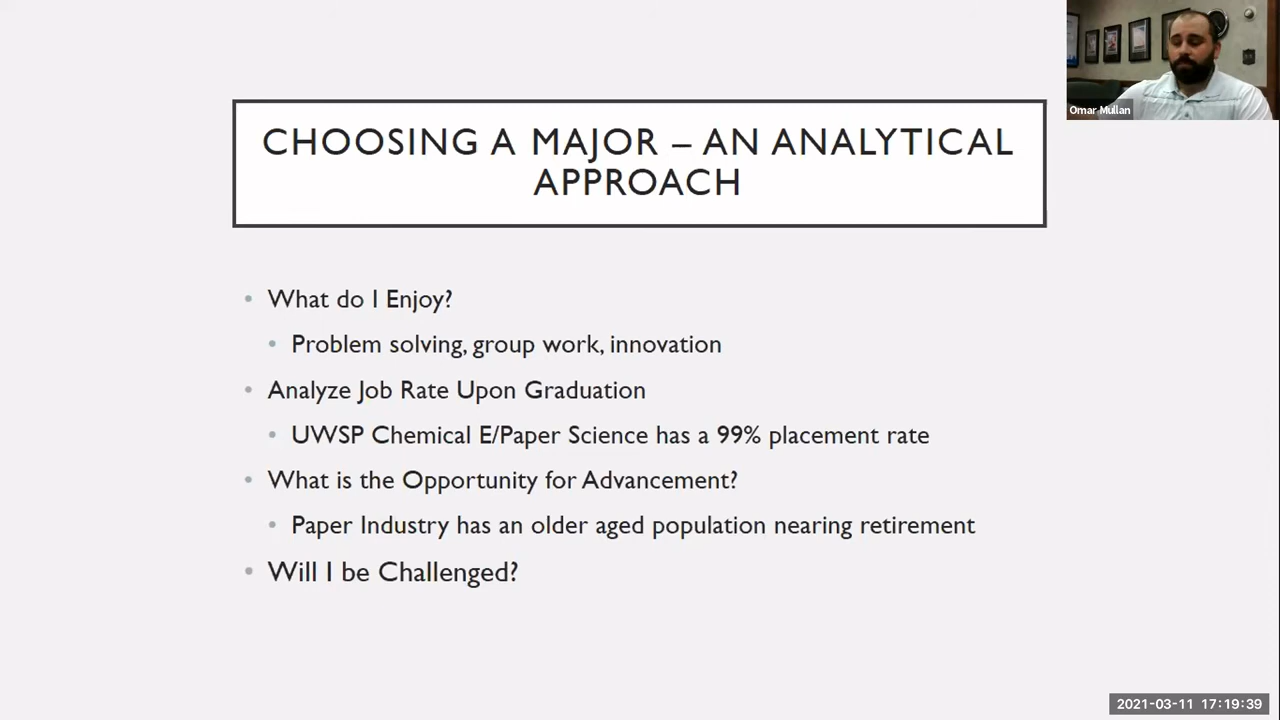 CHOOSING A MAJOR – AN ANALYTICAL
APPROACH
Omar Mullan
• What do I Enjoy?
• Problem solving, group work, innovation
• Analyze Job Rate Upon Graduation
• UWSP Chemical E/Paper Science has a 99% placement rate
• What is the Opportunity for Advancement?
• Paper Industry has an older aged population nearing retirement
• Will I be Challenged?
2021-03-11 17:19:39